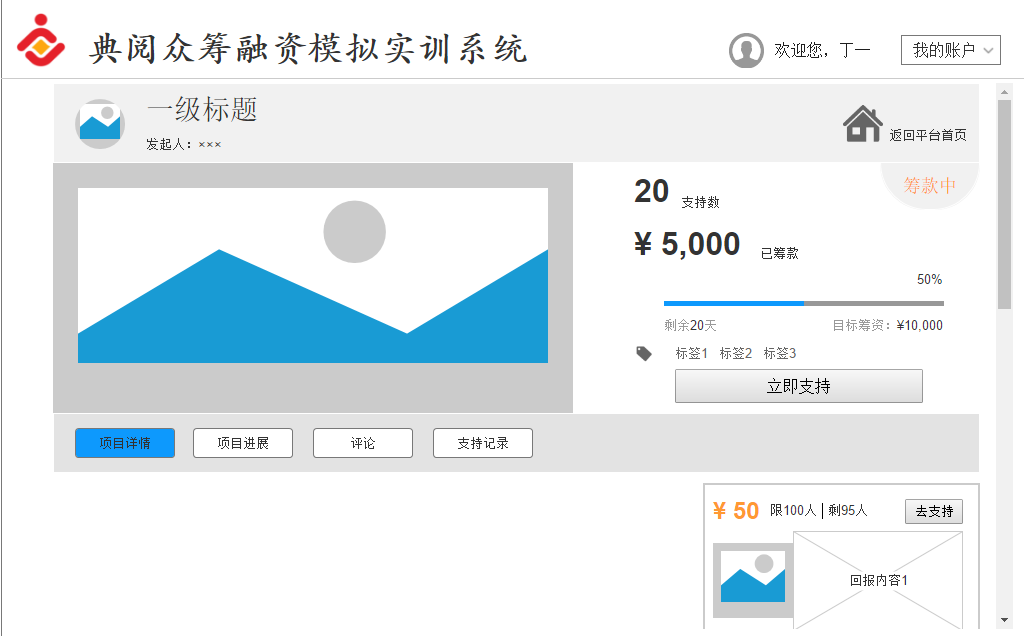 典阅众筹融资模拟实训系统
欢迎您，丁一
我的账户
一级标题
发起人：×××
返回平台首页
筹款中
20 支持数
¥ 5,000 已筹款
50%
剩余20天 目标筹资：¥10,000
标签1 标签2 标签3
立即支持
项目详情 项目进展 评论 支持记录
¥ 50 限100人 | 剩95人 去支持
回报内容1